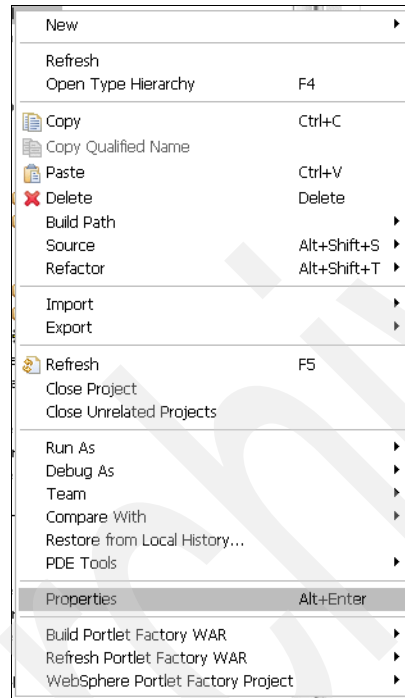 New
Refresh
Open Type Hierarchy F4
Copy Ctrl+C
Copy Qualified Name
Paste Ctrl+V
Delete Delete
Build Path
Source Alt+Shift+S
Refactor Alt+Shift+T
Import
Export
Refresh F5
Close Project
Close Unrelated Projects
Run As
Debug As
Team
Compare With
Restore from Local History...
PDE Tools
Properties Alt+Enter
Build Portlet Factory WAR
Refresh Portlet Factory WAR
WebSphere Portlet Factory Project